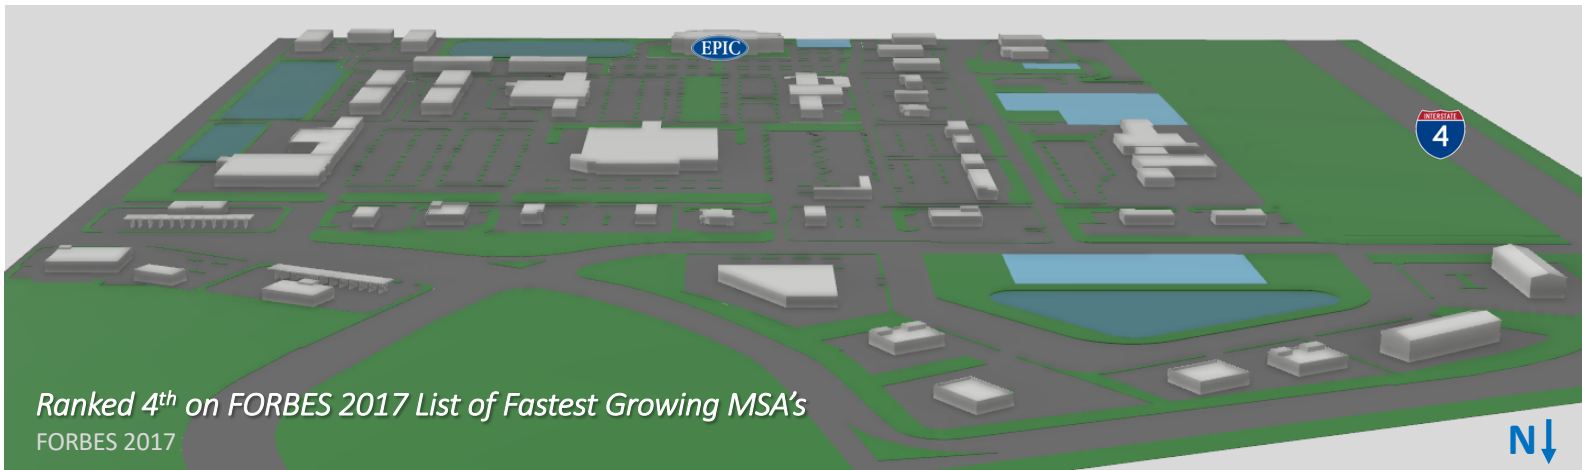 EPIC
INTERSTATE
4
Ranked 4th on FORBES 2017 List of Fastest Growing MSA's
FORBES 2017
N